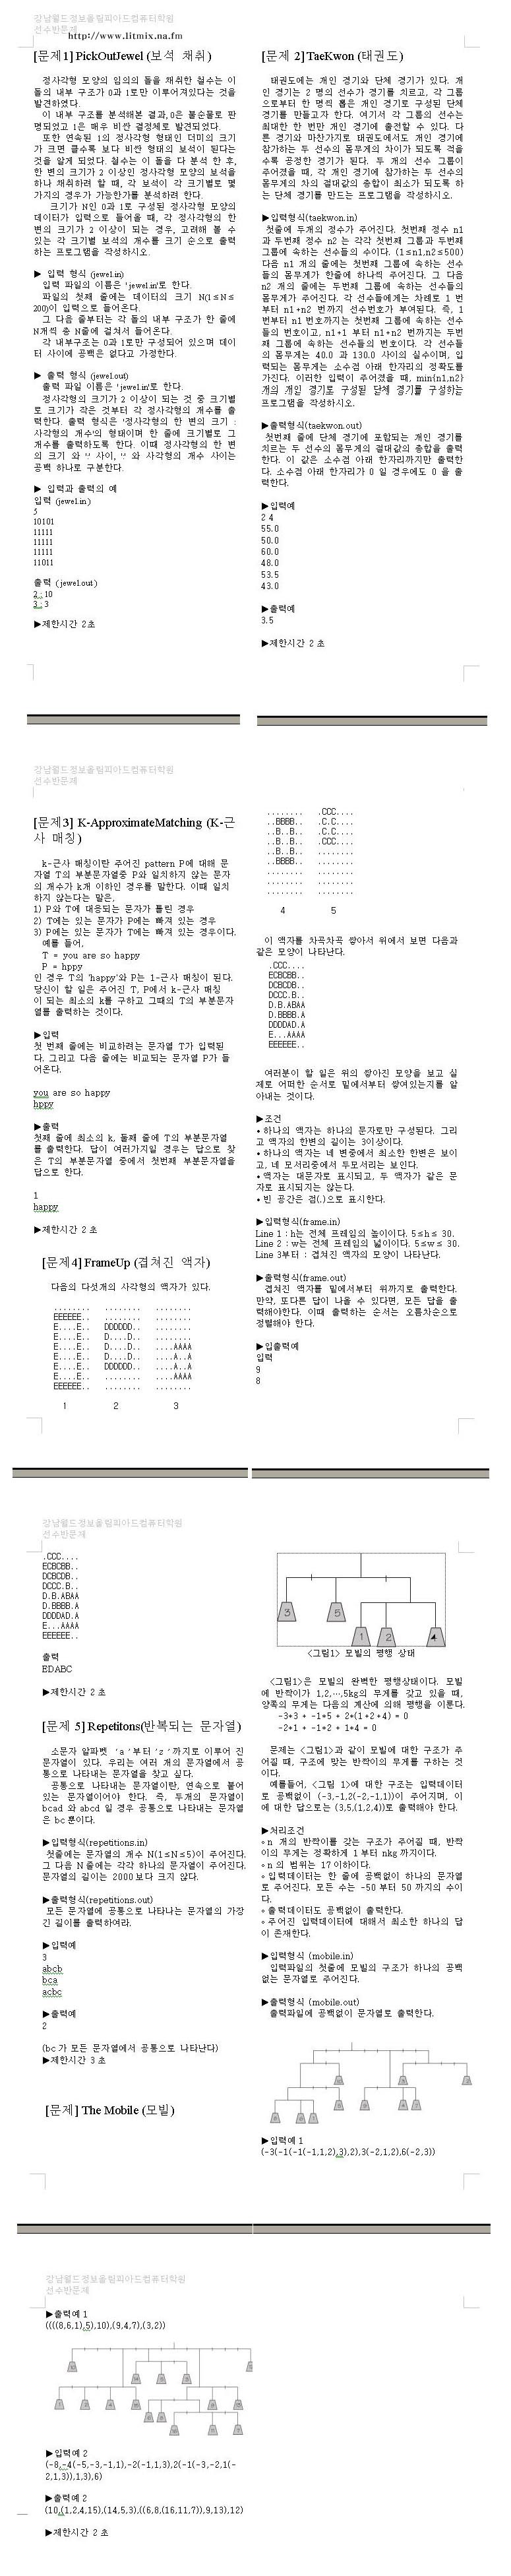 강남월드정보올림피아드컴퓨터학원
선수반문제
http://www.litmix.na.fm
[문제1] PickOutJewel (보석 채취)
정사각형 모양의 임의의 돌을 채취한 철수는 이
돌의 내부 구조가 0과 1로만 이루어져있다는 것을
발견하였다.
이 내부 구조를 분석해본 결과,0은 불순물로 판
명되었고 1은 매우 비싼 결정체로 발견되었다.
또한 연속된 1의 정사각형 형태인 더미의 크기
가 크면 클수록 보다 비싼 형태의 보석이 된다는
것을 알게 되었다. 철수는 이 돌을 다 분석 한 후,
한 변의 크기가 2 이상인 정사각형 모양의 보석을
하나 채취하려 할 때, 각 보석이 각 크기별로 몇
가지의 경우가 가능한가를 분석하려 한다.
크기가 N인 0과 1로 구성된 정사각형 모양의
데이터가 입력으로 들어올 때, 각 정사각형의 한
변의 크기가 2 이상이 되는 경우, 고려해 볼 수
있는 각 크기별 보석의 개수를 크기 순으로 출력
하는 프로그램을 작성하시오.
▶ 입력 형식 (jewel.in)
입력 파일의 이름은 'jewel.in'로 한다.
파일의 첫째 줄에는 데이터의 크기 N(1≤N≤
200)이 입력으로 들어온다.
그 다음 줄부터는 각 돌의 내부 구조가 한 줄에
N개씩 총 N줄에 걸쳐서 들어온다.
각 내부구조는 0과 1로만 구성되어 있으며 데이
터 사이에 공백은 없다고 가정한다.
▶ 출력 형식 (jewel.out)
출력 파일 이름은 'jewel.in'로 한다.
정사각형의 크기가 2 이상이 되는 것 중 크기별
로 크기가 작은 것부터 각 정사각형의 개수를 출
력한다. 출력 형식은 '정사각형의 한 변의 크기 :
사각형의 개수'의 형태이며 한 줄에 크기별로 그
개수를 출력하도록 한다. 이때 정사각형의 한 변
의 크기 와 ':' 사이, ':' 와 사각형의 개수 사이는
공백 하나로 구분한다.
▶ 입력과 출력의 예
입력 (jewel.in )
5
10101
11111
11111
11111
11011
출력 ( jewel.out)
2 : 10
3 : 3
▶제한시간 2초
[문제 2] TaeKwon (태권도)
태권도에는 개인 경기와 단체 경기가 있다. 개
인 경기는 2 명의 선수가 경기를 치르고, 각 그룹
으로부터 한 명씩 뽑은 개인 경기로 구성된 단체
경기를 만들고자 한다. 여기서 각 그룹의 선수는
최대한 한 번만 개인 경기에 출전할 수 있다. 다
른 경기와 마찬가지로 태권도에서도 개인 경기에
참가하는 두 선수의 몸무게의 차이가 되도록 적을
수록 공정한 경기가 된다. 두 개의 선수 그룹이
주어졌을 때, 각 개인 경기에 참가하는 두 선수의
몸무게의 차의 절대값의 총합이 최소가 되도록 하
는 단체 경기를 만드는 프로그램을 작성하시오.
▶입력형식(taekwon.in)
첫줄에 두개의 정수가 주어진다. 첫번째 정수 n1
과 두번째 정수 n2 는 각각 첫번째 그룹과 두번째
그룹에 속하는 선수들의 수이다. (1≤n1,n2≤500)
다음 n1 개의 줄에는 첫번째 그룹에 속하는 선수
들의 몸무게가 한줄에 하나씩 주어진다. 그 다음
n2 개의 줄에는 두번째 그룹에 속하는 선수들의
몸무게가 주어진다. 각 선수들에게는 차례로 1 번
부터 n1+n2 번까지 선수번호가 부여된다. 즉, 1
번부터 n1 번호까지는 첫번째 그룹에 속하는 선수
들의 번호이고, n1+1 부터 n1+n2 번까지는 두번
째 그룹에 속하는 선수들의 번호이다. 각 선수들
의 몸무게는 40.0 과 130.0 사이의 실수이며, 입
력되는 몸무게는 소수점 아래 한자리의 정확도를
가진다. 이러한 입력이 주어졌을 때, min{n1,n2}
개의 개인 경기로 구성된 단체 경기를 구성하는
프로그램을 작성하시오.
▶출력형식(taekwon.out)
첫번째 줄에 단체 경기에 포함되는 개인 경기를
치르는 두 선수의 몸무게의 절대값의 총합을 출력
한다. 이 값은 소수점 아래 한자리까지만 출력한
다. 소수점 아래 한자리가 0 일 경우에도 0 을 출
력한다.
▶입력예
2 4
55.0
50.0
60.0
48.0
53.5
43.0
▶출력예
3.5
▶제한시간 2 초
강남월드정보올림피아드컴퓨터학원
선수반문제
[문제3] K-ApproximateMatching (K-근
사 매칭)
k-근사 매칭이란 주어진 pattern P에 대해 문
자열 T의 부분문자열중 P와 일치하지 않는 문자
의 개수가 k개 이하인 경우를 말한다. 이때 일치
하지 않는다는 말은,
1) P와 T에 대응되는 문자가 틀린 경우
2) T에는 있는 문자가 P에는 빠져 있는 경우
3) P에는 있는 문자가 T에는 빠져 있는 경우이다.
예를 들어,
T = you are so happy
P = hppy
인 경우 T의 'happy'와 P는 1-근사 매칭이 된다.
당신이 할 일은 주어진 T, P에서 k-근사 매칭
이 되는 최소의 k를 구하고 그때의 T의 부분문자
열를 출력하는 것이다.
▶입력
첫 번째 줄에는 비교하려는 문자열 T가 입력된
다. 그리고 다음 줄에는 비교되는 문자열 P가 들
어온다.
you are so happy
hppy
▶출력
첫째 줄에 최소의 k, 둘째 줄에 T의 부분문자열
를 출력한다. 답이 여러가지일 경우는 답으로 찾
은 T의 부분문자열 중에서 첫번째 부분문자열을
답으로 한다.
1
happy
▶제한시간 2 초
[문제4] FrameUp (겹쳐진 액자)
다음의 다섯개의 사각형의 액자가 있다.
........ ........ ........
EEEEEE.. ........ ........
E....E.. DDDDDD.. ........
E....E.. D....D.. ........
E....E.. D....D.. ....AAAA
E....E.. D....D.. ....A..A
E....E.. DDDDDD.. ....A..A
E....E.. ........ ....AAAA
EEEEEE.. ........ ........
1 2 3
........ .CCC....
..BBBB.. .C.C....
..B..B.. .C.C....
..B..B.. .CCC....
..B..B.. ........
..BBBB.. ........
........ ........
........ ........
........ ........
4 5
이 액자를 차곡차곡 쌓아서 위에서 보면 다음과
같은 모양이 나타난다.
.CCC....
ECBCBB..
DCBCDB..
DCCC.B..
D.B.ABAA
D.BBBB.A
DDDDAD.A
E...AAAA
EEEEEE..
여러분이 할 일은 위의 쌓아진 모양을 보고 실
제로 어떠한 순서로 밑에서부터 쌓여있는지를 알
아내는 것이다.
▶조건
•하나의 액자는 하나의 문자로만 구성된다. 그리
고 액자의 한변의 길이는 3이상이다.
•하나의 액자는 네 변중에서 최소한 한변은 보이
고, 네 모서리중에서 두모서리는 보인다.
•액자는 대문자로 표시되고, 두 액자가 같은 문
자로 표시되지는 않는다.
•빈 공간은 점(.)으로 표시한다.
▶입력형식(frame.in)
Line 1 : h는 전체 프레임의 높이이다. 5≤h≤ 30.
Line 2 : w는 전체 프레임의 넓이이다. 5≤w≤ 30.
Line 3부터 : 겹쳐진 액자의 모양이 나타난다.
▶출력형식(frame.out)
겹쳐진 액자를 밑에서부터 위까지로 출력한다.
만약, 또다른 답이 나올 수 있다면, 모든 답을 출
력해야한다. 이때 출력하는 순서는 오름차순으로
정렬해야 한다.
▶입출력예
입력
9
8
강남월드정보올림피아드컴퓨터학원
선수반문제
.CCC....
ECBCBB..
DCBCDB..
DCCC.B..
D.B.ABAA
D.BBBB.A
DDDDAD.A
E...AAAA
EEEEEE..
출력
EDABC
▶제한시간 2 초
[문제 5] Repetitons(반복되는 문자열)
소문자 알파벳 'a'부터 'z'까지로 이루어 진
문자열이 있다. 우리는 여러 개의 문자열에서 공
통으로 나타내는 문자열을 찾고 싶다.
공통으로 나타내는 문자열이란, 연속으로 붙어
있는 문자열이어야 한다. 즉, 두개의 문자열이
bcad 와 abcd 일 경우 공통으로 나타내는 문자열
은 bc 뿐이다.
▶입력형식(repetitions.in)
첫줄에는 문자열의 개수 N(1≤N≤5)이 주어진다.
그 다음 N 줄에는 각각 하나의 문자열이 주어진다.
문자열의 길이는 2000 보다 크지 않다.
▶출력형식(repetitions.out)
모든 문자열에 공통으로 나타나는 문자열의 가장
긴 길이를 출력하여라.
▶입력예
3
abcb
bca
acbc
▶출력예
2
(bc 가 모든 문자열에서 공통으로 나타난다)
▶제한시간 3 초
[문제] The Mobile (모빌)
3 5 1 2 4
<그림1> 모빌의 평행 상태
<그림1>은 모빌의 완벽한 평행상태이다. 모빌
에 반짝이가 1,2,…,5kg의 무게를 갖고 있을 때,
양쪽의 무게는 다음의 계산에 의해 평행을 이룬다.
-3*3 + -1*5 + 2*(1+2+4) = 0
-2*1 + -1*2 + 1*4 = 0
문제는 <그림1>과 같이 모빌에 대한 구조가 주
어질 때, 구조에 맞는 반짝이의 무게를 구하는 것
이다.
예를들어, <그림 1>에 대한 구조는 입력데이터
로 공백없이 (-3,-1,2(-2,-1,1))이 주어지며, 이
에 대한 답으로는 (3,5,(1,2,4))로 출력해야 한다.
▶처리조건
◦n 개의 반짝이를 갖는 구조가 주어질 때, 반짝
이의 무게는 정확하게 1 부터 nkg 까지이다.
◦n 의 범위는 17이하이다.
◦입력데이터는 한 줄에 공백없이 하나의 문자열
로 주어진다. 모든 수는 -50 부터 50 까지의 수이
다.
◦출력데이터도 공백없이 출력한다.
◦주어진 입력데이터에 대해서 최소한 하나의 답
이 존재한다.
▶입력형식 (mobile.in)
입력파일의 첫줄에 모빌의 구조가 하나의 공백
없는 문자열로 주어진다.
▶출력형식 (mobile.out)
출력파일에 공백없이 문자열로 출력한다.
▶입력예 1
(-3(-1(-1(-1,1,2),3),2),3(-2,1,2),6(-2,3))
강남월드정보올림피아드컴퓨터학원
선수반문제
▶출력예 1
((((8,6,1),5),10),(9,4,7),(3,2))
▶입력예 2
(-8,-4(-5,-3,-1,1),-2(-1,1,3),2(-1(-3,-2,1(-
2,1,3)),1,3),6)
▶출력예 2
(10,(1,2,4,15),(14,5,3),((6,8,(16,11,7)),9,13),12)
▶제한시간 2 초